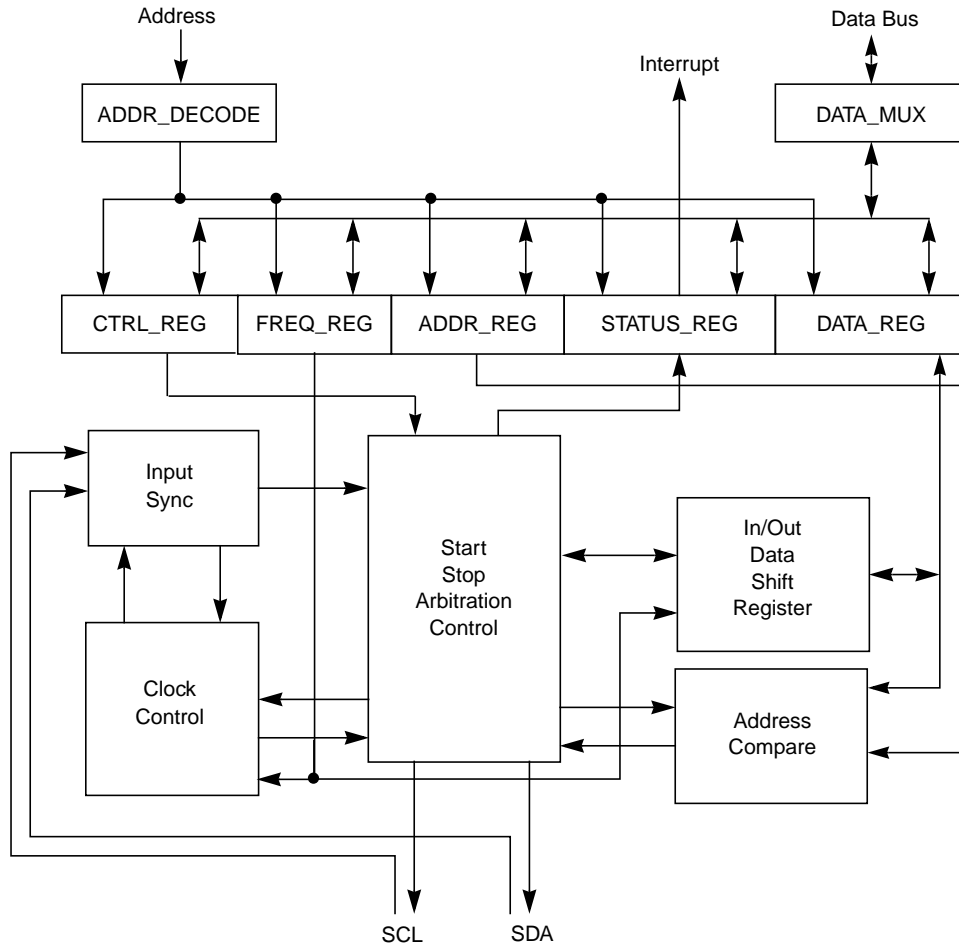 Address
Data Bus
Interrupt
ADDR_DECODE
DATA_MUX
CTRL_REG
FREQ_REG
ADDR_REG
STATUS_REG
DATA_REG
Input
Sync
Start
Stop
Arbitration
Control
In/Out
Data
Shift
Register
Clock
Control
Address
Compare
SCL
SDA